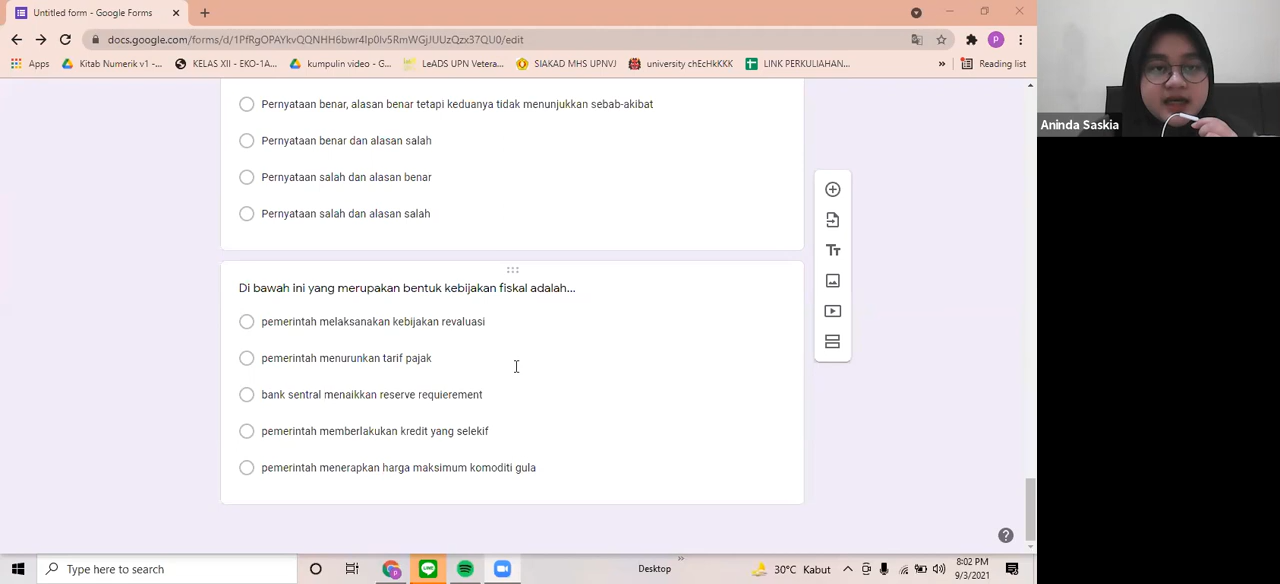 Untitled form - Google Forms
docs.google.com/forms/d/1PfRgOPAYkvQQNHH6bwr4Ip0Iv5RmWGjJUUzQzx37QU0/edit
Apps
Kitab Numerik v1 -...
KELAS XII - EKO-1A...
kumpulin video - G...
LeADS UPN Vetera...
SIAKAD MHS UPNVJ
university chEcHkKKK
LINK PERKULIAHAN...
»
Reading list
P
Aninda Saskia
Pernyataan benar, alasan benar tetapi keduanya tidak menunjukkan sebab-akibat
Pernyataan benar dan alasan salah
Pernyataan salah dan alasan benar
Pernyataan salah dan alasan salah
Di bawah ini yang merupakan bentuk kebijakan fiskal adalah...
pemerintah melaksanakan kebijakan revaluasi
pemerintah menurunkan tarif pajak
bank sentral menaikkan reserve requierement
pemerintah memberlakukan kredit yang selekif
pemerintah menerapkan harga maksimum komoditi gula
Tt
Type here to search
Desktop
»
30°C Kabut
8:02 PM
9/3/2021